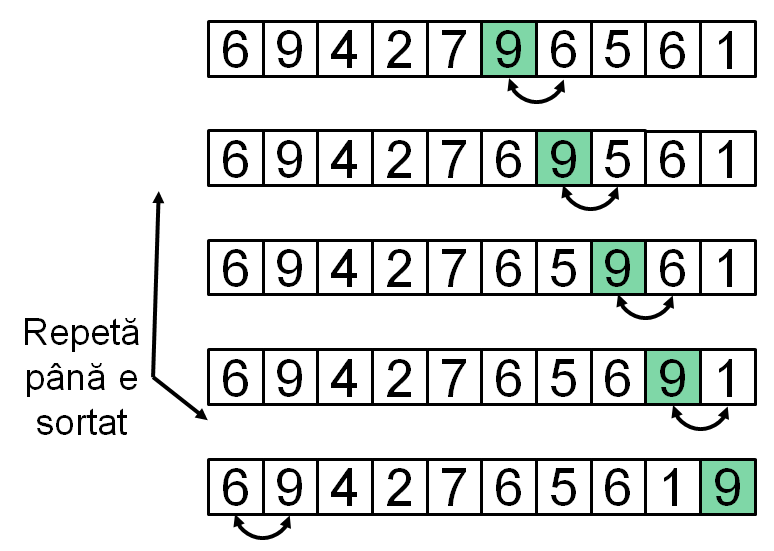 6 9 4 2 7 9 6 5 6 1
6 9 4 2 7 6 9 5 6 1
6 9 4 2 7 6 5 9 6 1
Repetă
până e
sortat
6 9 4 2 7 6 5 6 9 1
6 9 4 2 7 6 5 6 1 9